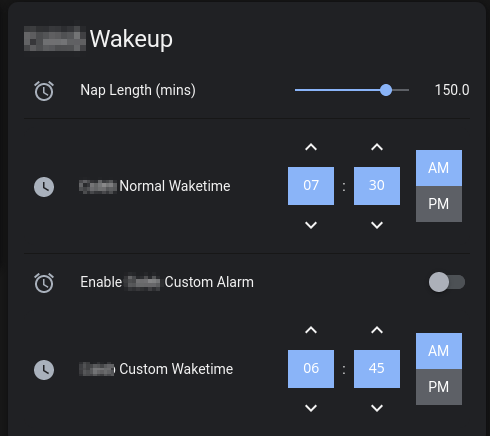 Wakeup
Nap Length (mins) 150.0
Normal Waketime 07 : 30 AM
PM
Enable Custom Alarm
Custom Waketime 06 : 45 AM
PM